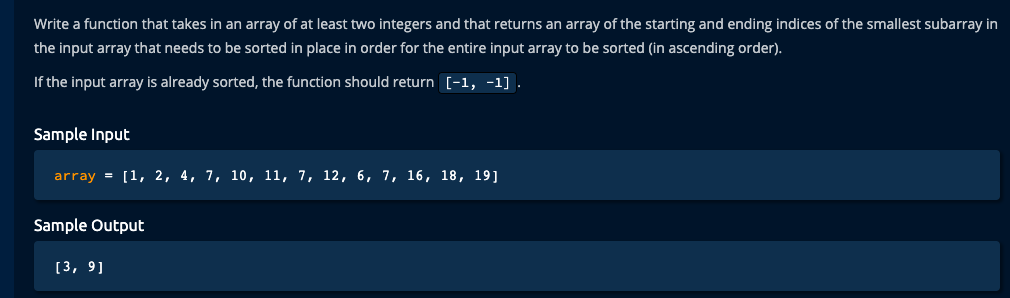 Write a function that takes in an array of at least two integers and that returns an array of the starting and ending indices of the smallest subarray in
the input array that needs to be sorted in place in order for the entire input array to be sorted (in ascending order).
If the input array is already sorted, the function should return [-1, -1] .
Sample Input
array = [1, 2, 4, 7, 10, 11, 7, 12, 6, 7, 16, 18, 19]
Sample Output
[3, 9]